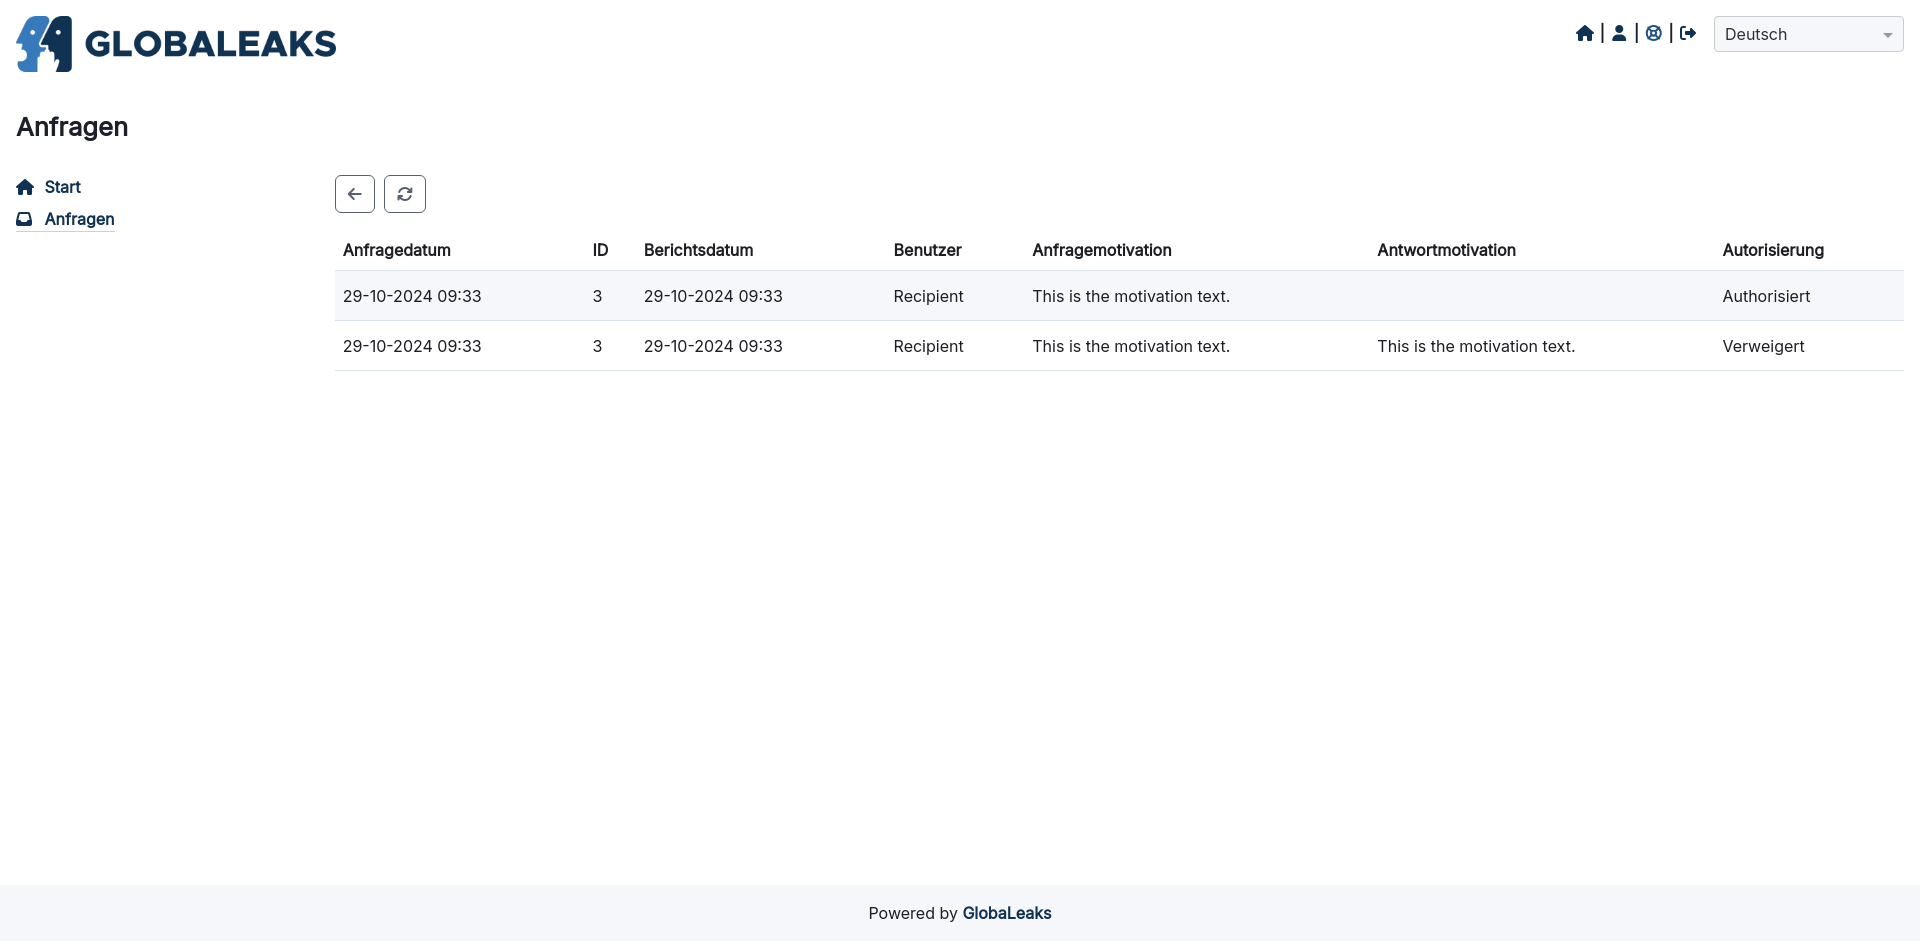 GLOBALEAKS
Deutsch
Anfragen
Start
Anfragen
Anfragedatum ID Berichtsdatum Benutzer Anfragemotivation Antwortmotivation Autorisierung
29-10-2024 09:33 3 29-10-2024 09:33 Recipient This is the motivation text. Authorisiert
29-10-2024 09:33 3 29-10-2024 09:33 Recipient This is the motivation text. This is the motivation text. Verweigert
Powered by GlobaLeaks